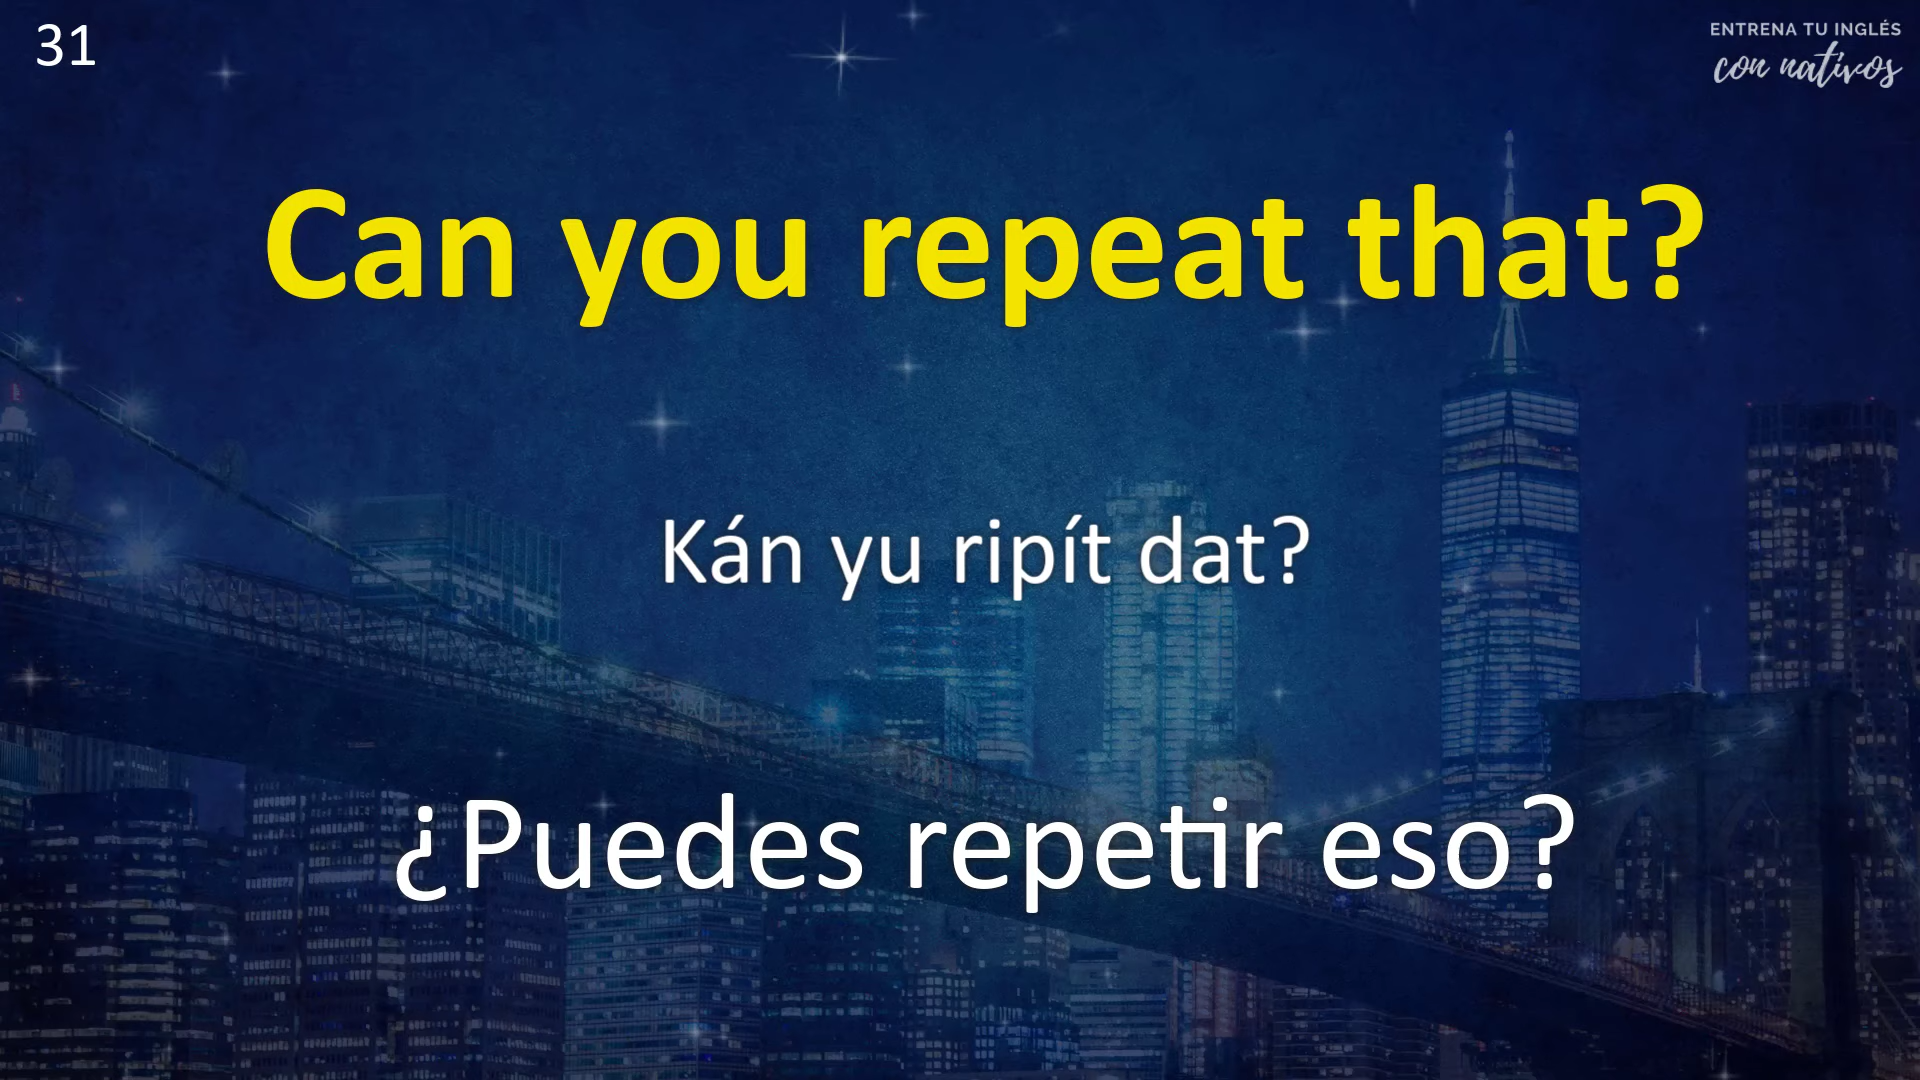 31
ENTRENA TU INGLÉS
con nativos
Can you repeat that?
Kán yu ripít dat?
¿Puedes repetir eso?